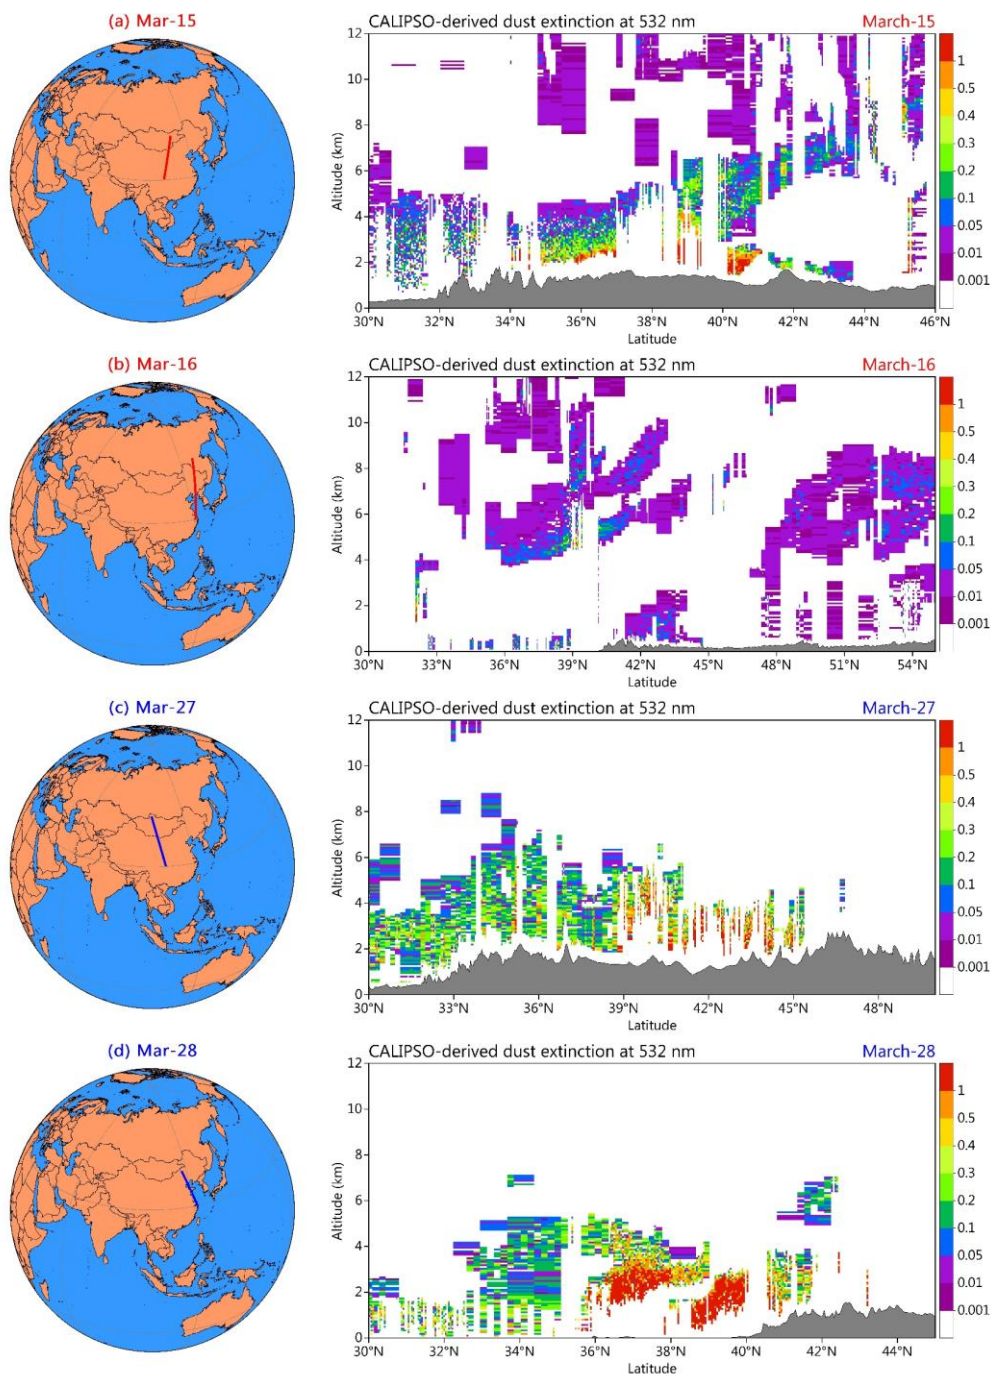 (a) Mar-15
CALIPSO-derived dust extinction at 532 nm
March-15
12
10
8
6
4
2
0
Altitude (km)
30°N
32°N
34°N
36°N
38°N
40°N
42°N
44°N
46°N
Latitude
1
0.5
0.4
0.3
0.2
0.1
0.05
0.01
0.001
(b) Mar-16
CALIPSO-derived dust extinction at 532 nm
March-16
12
10
8
6
4
2
0
Altitude (km)
30°N
33°N
36°N
39°N
42°N
45°N
48°N
51°N
54°N
Latitude
1
0.5
0.4
0.3
0.2
0.1
0.05
0.01
0.001
(c) Mar-27
CALIPSO-derived dust extinction at 532 nm
March-27
12
10
8
6
4
2
0
Altitude (km)
30°N
33°N
36°N
39°N
42°N
45°N
48°N
Latitude
1
0.5
0.4
0.3
0.2
0.1
0.05
0.01
0.001
(d) Mar-28
CALIPSO-derived dust extinction at 532 nm
March-28
12
10
8
6
4
2
0
Altitude (km)
30°N
32°N
34°N
36°N
38°N
40°N
42°N
44°N
Latitude
1
0.5
0.4
0.3
0.2
0.1
0.05
0.01
0.001